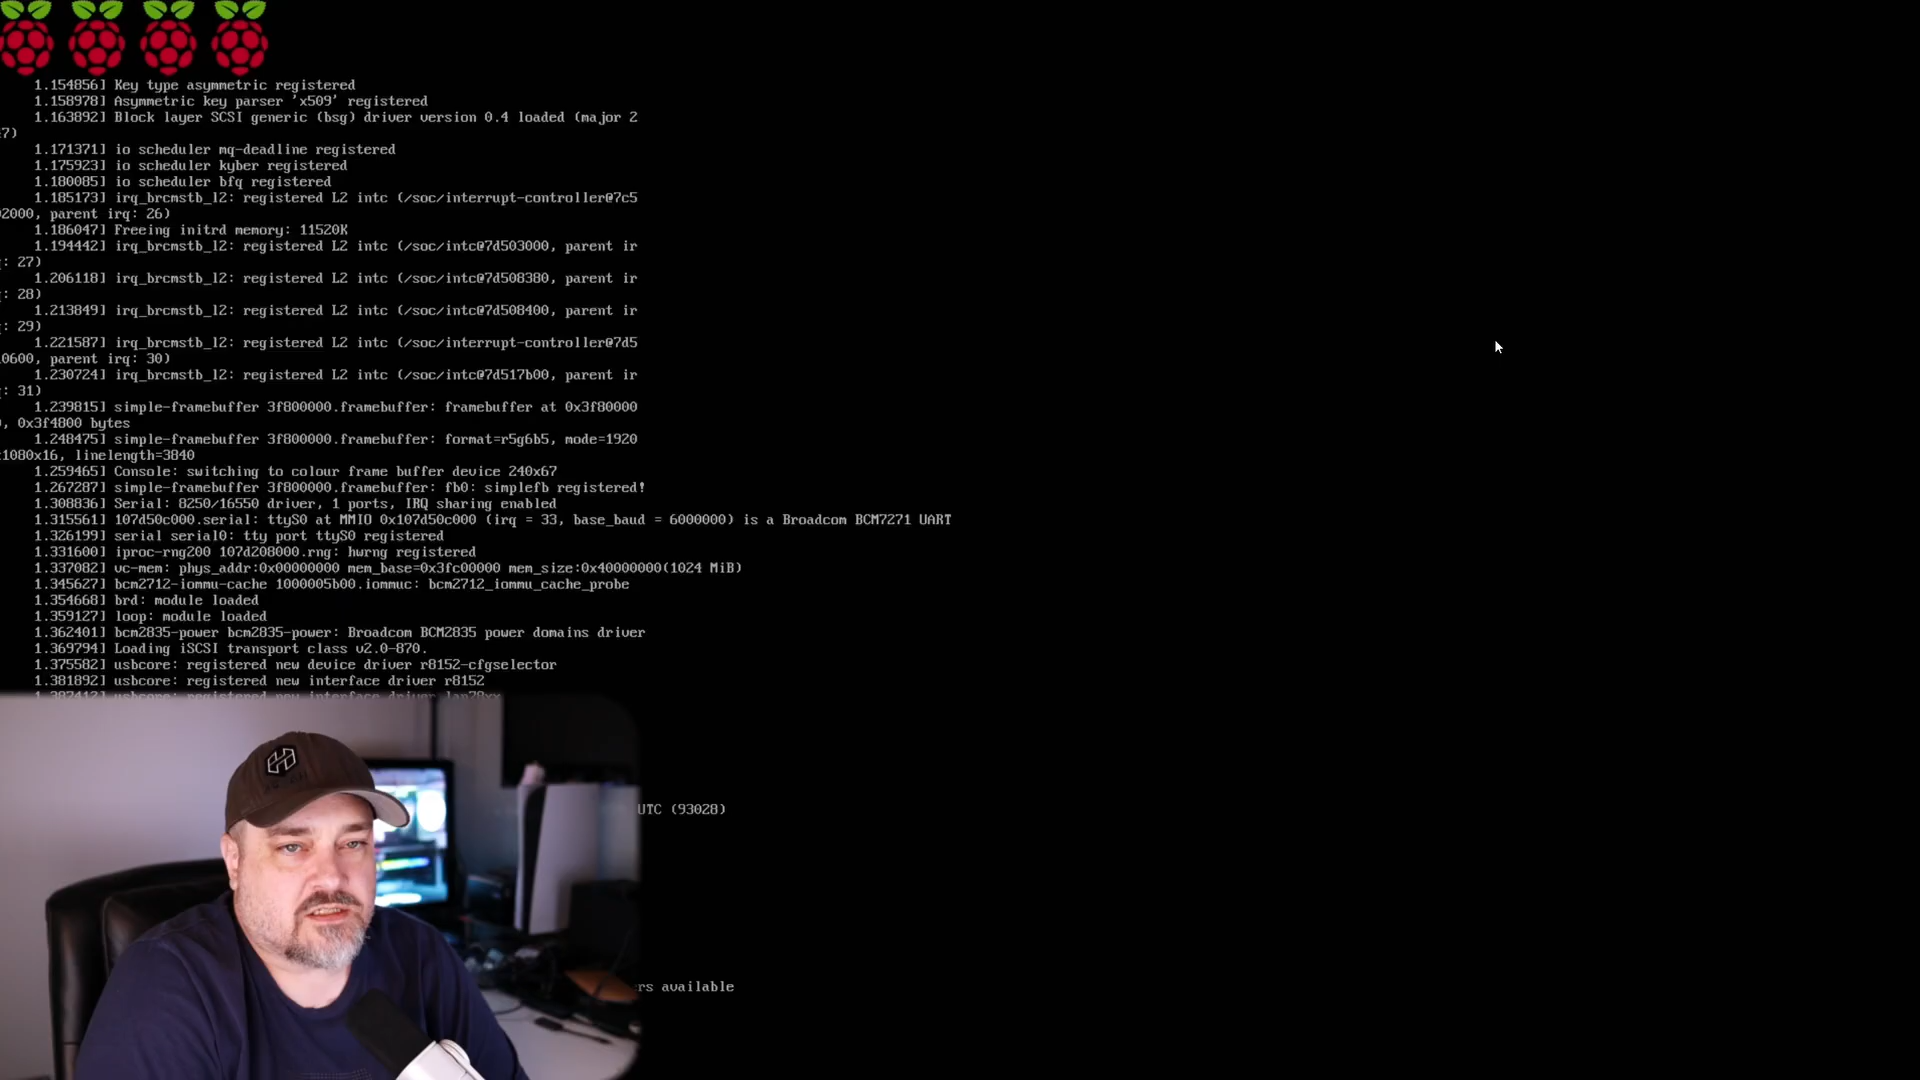 1.154856] Key type asymmetric registered
1.158978] Asymmetric key parser 'x509' registered
1.163892] Block layer SCSI generic (bsg) driver version 0.4 loaded (major 2
7)
1.171371] io scheduler mq-deadline registered
1.175923] io scheduler kyber registered
1.180085] io scheduler bfq registered
1.185173] irq_brcmstb_l2: registered L2 intc (/soc/interrupt-controller@7c5
2000, parent irq: 26)
1.186047] Freeing initrd memory: 11520K
1.194442] irq_brcmstb_l2: registered L2 intc (/soc/intc@7d503000, parent ir
: 27)
1.206118] irq_brcmstb_l2: registered L2 intc (/soc/intc@7d508380, parent ir
: 28)
1.213849] irq_brcmstb_l2: registered L2 intc (/soc/intc@7d508400, parent ir
: 29)
1.221587] irq_brcmstb_l2: registered L2 intc (/soc/interrupt-controller@7d5
0600, parent irq: 30)
1.230724] irq_brcmstb_l2: registered L2 intc (/soc/intc@7d517b00, parent ir
: 31)
1.239815] simple-framebuffer 3f800000.framebuffer: framebuffer at 0x3f80000
, 0x3f4800 bytes
1.248475] simple-framebuffer 3f800000.framebuffer: format=r5g6b5, mode=1920
1080x16, linelength=3840
1.259465] Console: switching to colour frame buffer device 240x67
1.267287] simple-framebuffer 3f800000.framebuffer: fb0: simplefb registered!
1.308836] Serial: 8250/16550 driver, 1 ports, IRQ sharing enabled
1.315561] 107d50c000.serial: ttyS0 at MMIO 0x107d50c000 (irq = 33, base_baud = 6000000) is a Broadcom BCM7271 UART
1.326199] serial serial0: tty port ttyS0 registered
1.331600] iproc-rng200 107d208000.rng: hwrng registered
1.337082] vc-mem: phys_addr:0x00000000 mem_base=0x3fc00000 mem_size:0x40000000(1024 MiB)
1.345627] bcm2712-iommu-cache 1000005b00.iommuc: bcm2712_iommu_cache_probe
1.354668] brd: module loaded
1.359127] loop: module loaded
1.362401] bcm2835-power bcm2835-power: Broadcom BCM2835 power domains driver
1.369794] Loading iSCSI transport class v2.0-870.
1.375582] usbcore: registered new device driver r8152-cfgselector
1.381892] usbcore: registered new interface driver r8152
usbcore: registered new interface driver
UTC (93028)
rs available